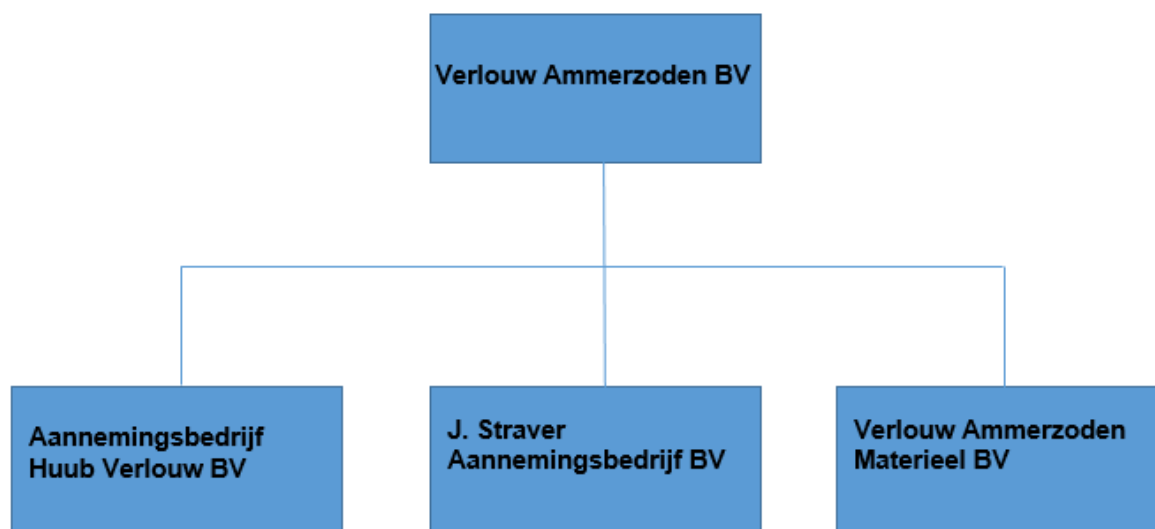 Verlouw Ammerzoden BV
Aannemingsbedrijf
Huub Verlouw BV
J. Straver
Aannemingsbedrijf BV
Verlouw Ammerzoden
Materieel BV